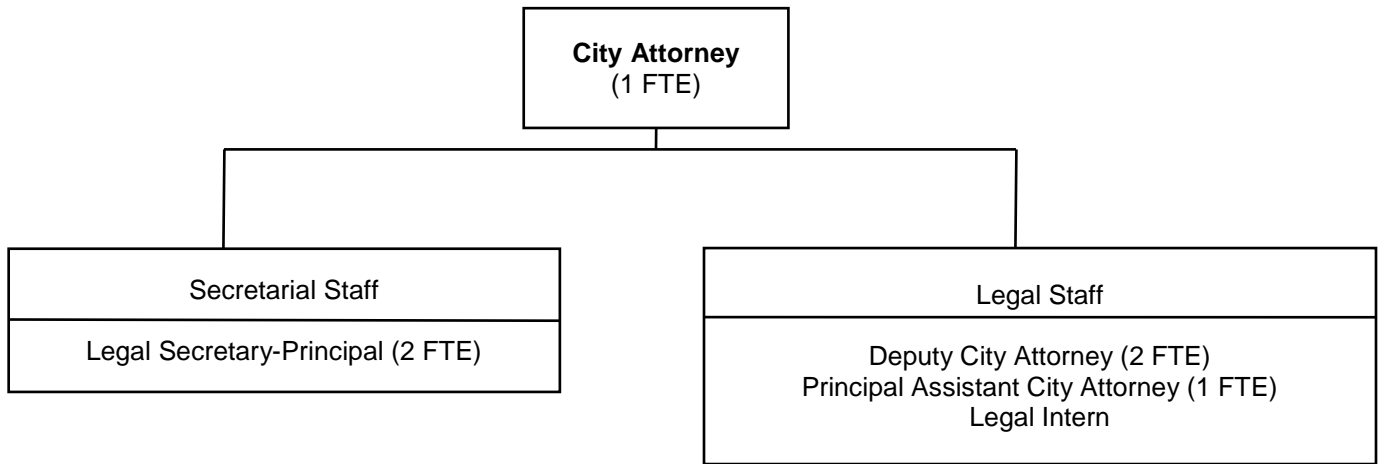 City Attorney
(1 FTE)
Secretarial Staff
Legal Secretary-Principal (2 FTE)
Legal Staff
Deputy City Attorney (2 FTE)
Principal Assistant City Attorney (1 FTE)
Legal Intern